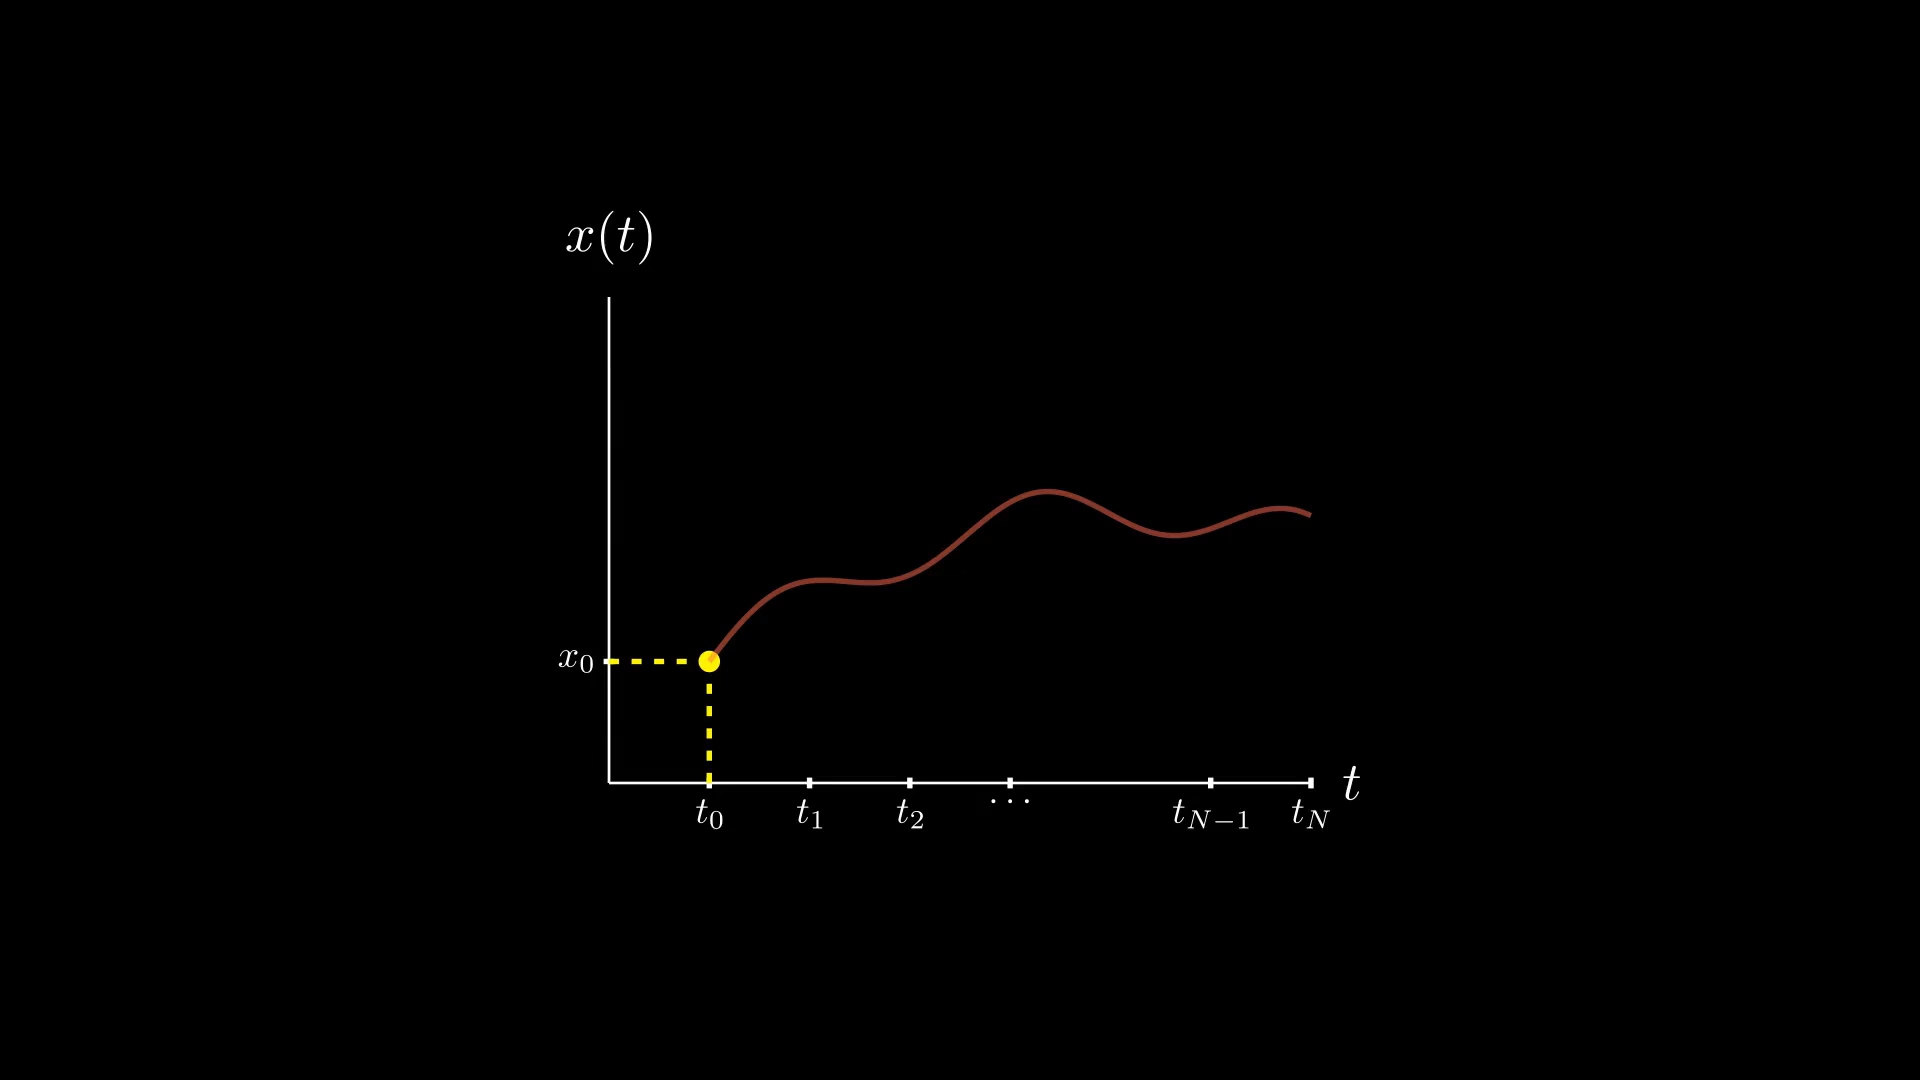 x(t)
x₀
t₀ t₁ t₂ ... t_{N−1} t_N t